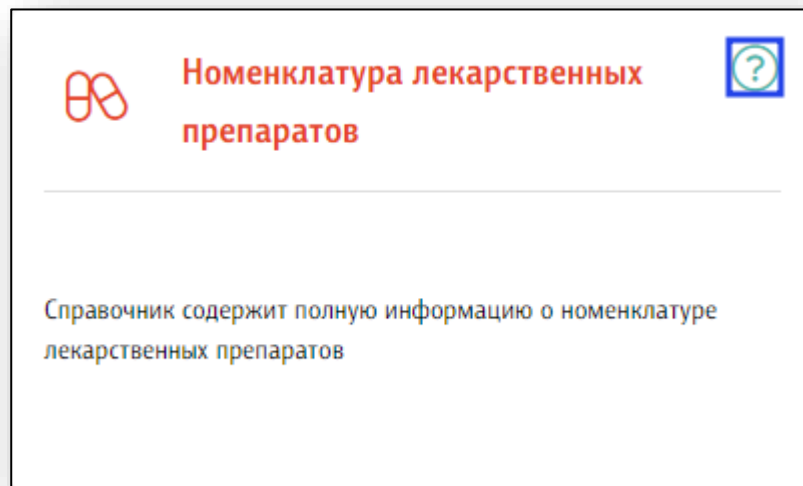 Номенклатура лекарственных
препаратов
?
Справочник содержит полную информацию о номенклатуре
лекарственных препаратов